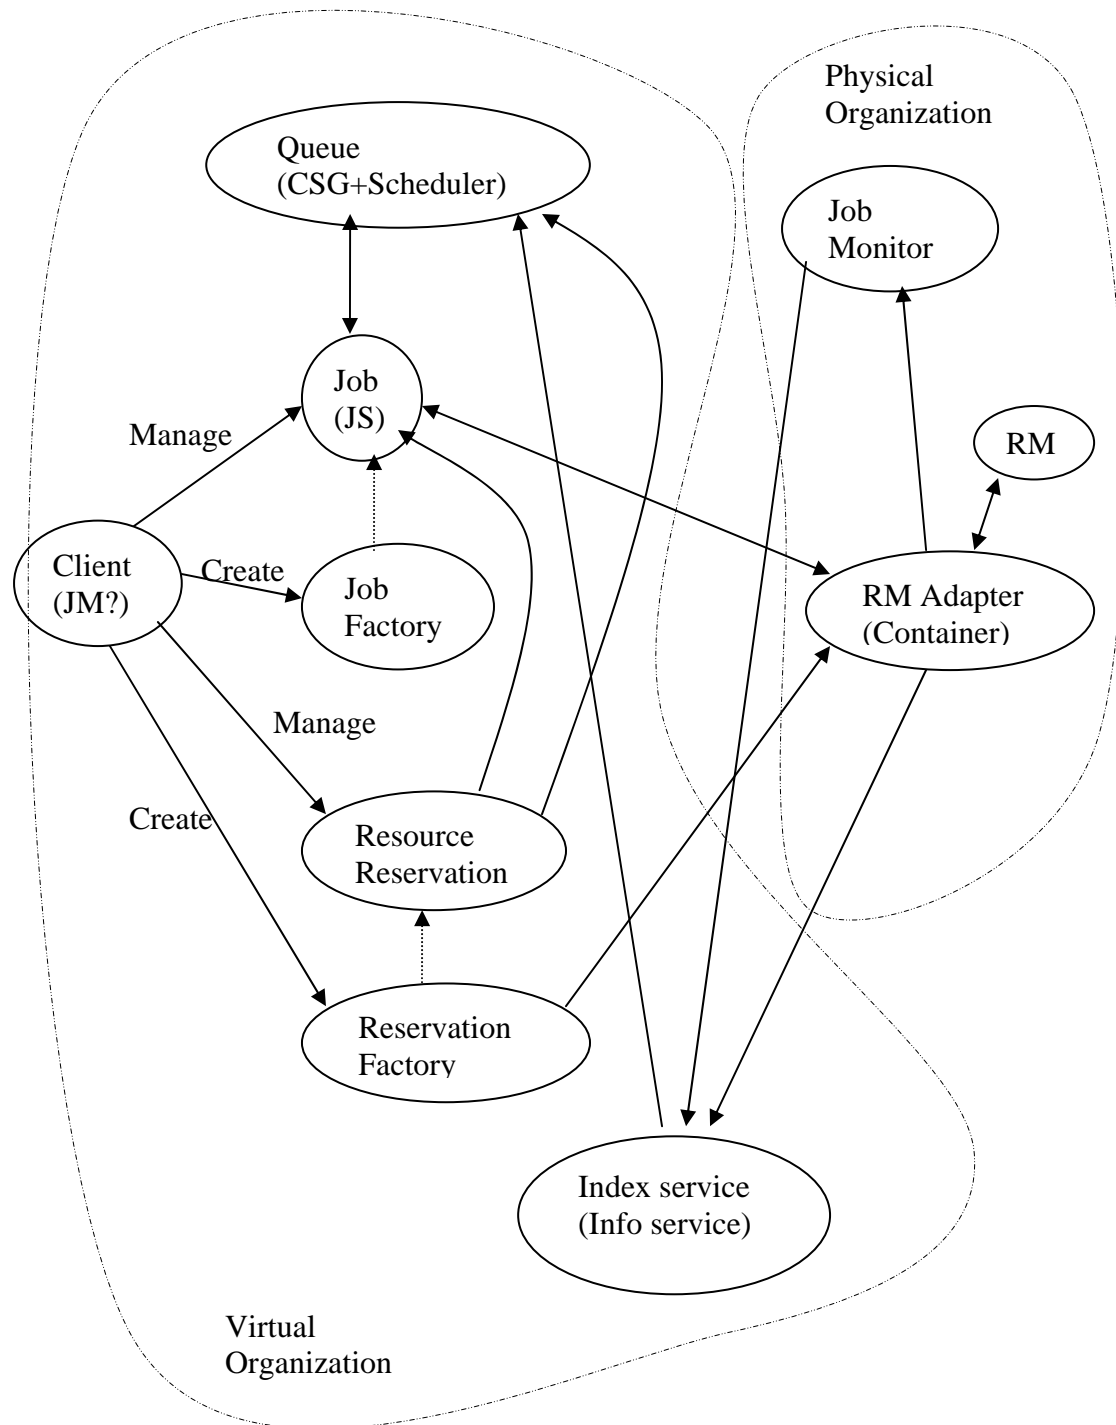 Physical
Organization
Queue
(CSG+Scheduler)
Job
Monitor
Job
(JS)
Manage
RM
Client
(JM?)
Create
Job
Factory
RM Adapter
(Container)
Manage
Create
Resource
Reservation
Reservation
Factory
Index service
(Info service)
Virtual
Organization